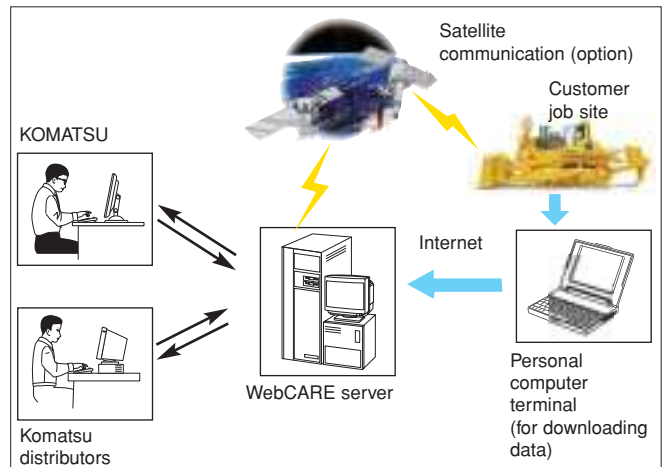 Satellite
communication (option)
Customer
job site
KOMATSU
Internet
WebCARE server
Personal
computer
terminal
(for downloading
data)
Komatsu
distributors